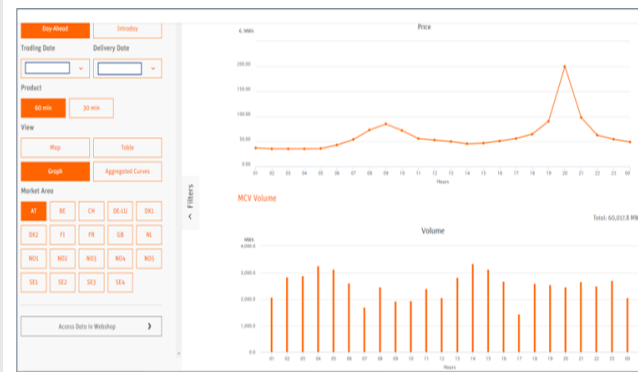 Day-Ahead Intraday
Trading Date Delivery Date
Product
60 min 30 min
View
Map Table
Graph Aggregated Curves
Market Area
AT BE CH DE-LU DK1
DK2 FI FR GB NL
NO1 NO2 NO3 NO4 NO5
SE1 SE2 SE3 SE4
Access Data in Webshop
Filters
Price
200.00
150.00
100.00
50.00
0.00
01 02 03 04 05 06 07 08 09 10 11 12 13 14 15 16 17 18 19 20 21 22 23 00
Hours
MCV Volume
Total: 60,017.8
Volume
MWh
4,000.0
3,000.0
2,000.0
1,000.0
0.0
01 02 03 04 05 06 07 08 09 10 11 12 13 14 15 16 17 18 19 20 21 22 23 00
Hours